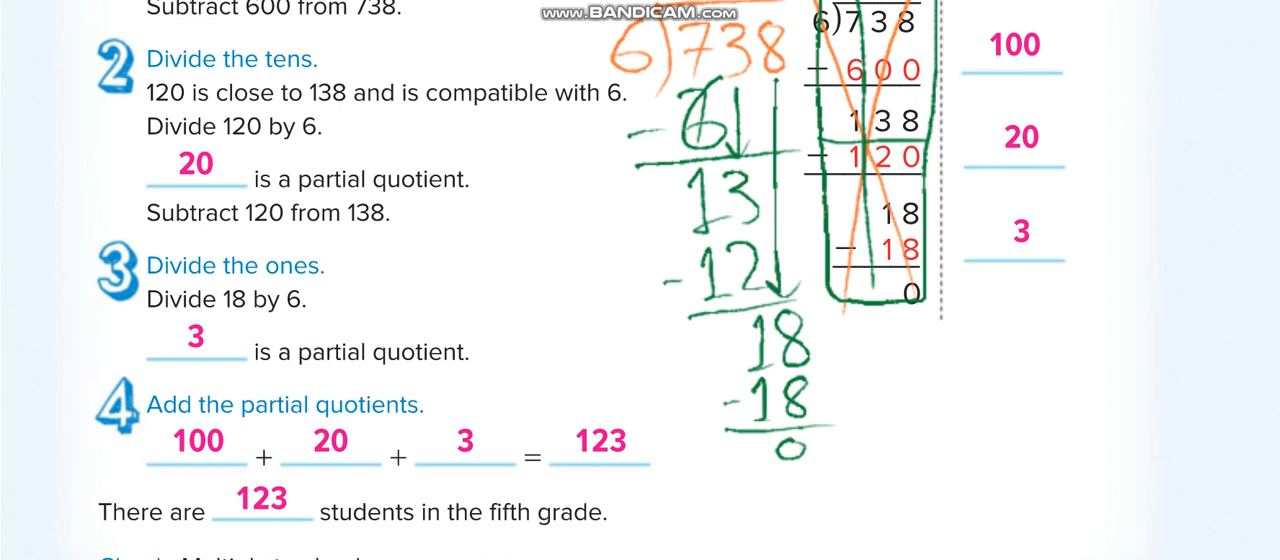 Subtract 600 from 738.
www.BANDICAM.com
2 Divide the tens.
120 is close to 138 and is compatible with 6.
Divide 120 by 6.
20 is a partial quotient.
Subtract 120 from 138.
3 Divide the ones.
Divide 18 by 6.
3 is a partial quotient.
4 Add the partial quotients.
100 + 20 + 3 = 123
There are 123 students in the fifth grade.
6)738
- 6
13
- 12
18
- 18
0
6)738
- 600 100
138
- 120 20
18
- 18 3
0